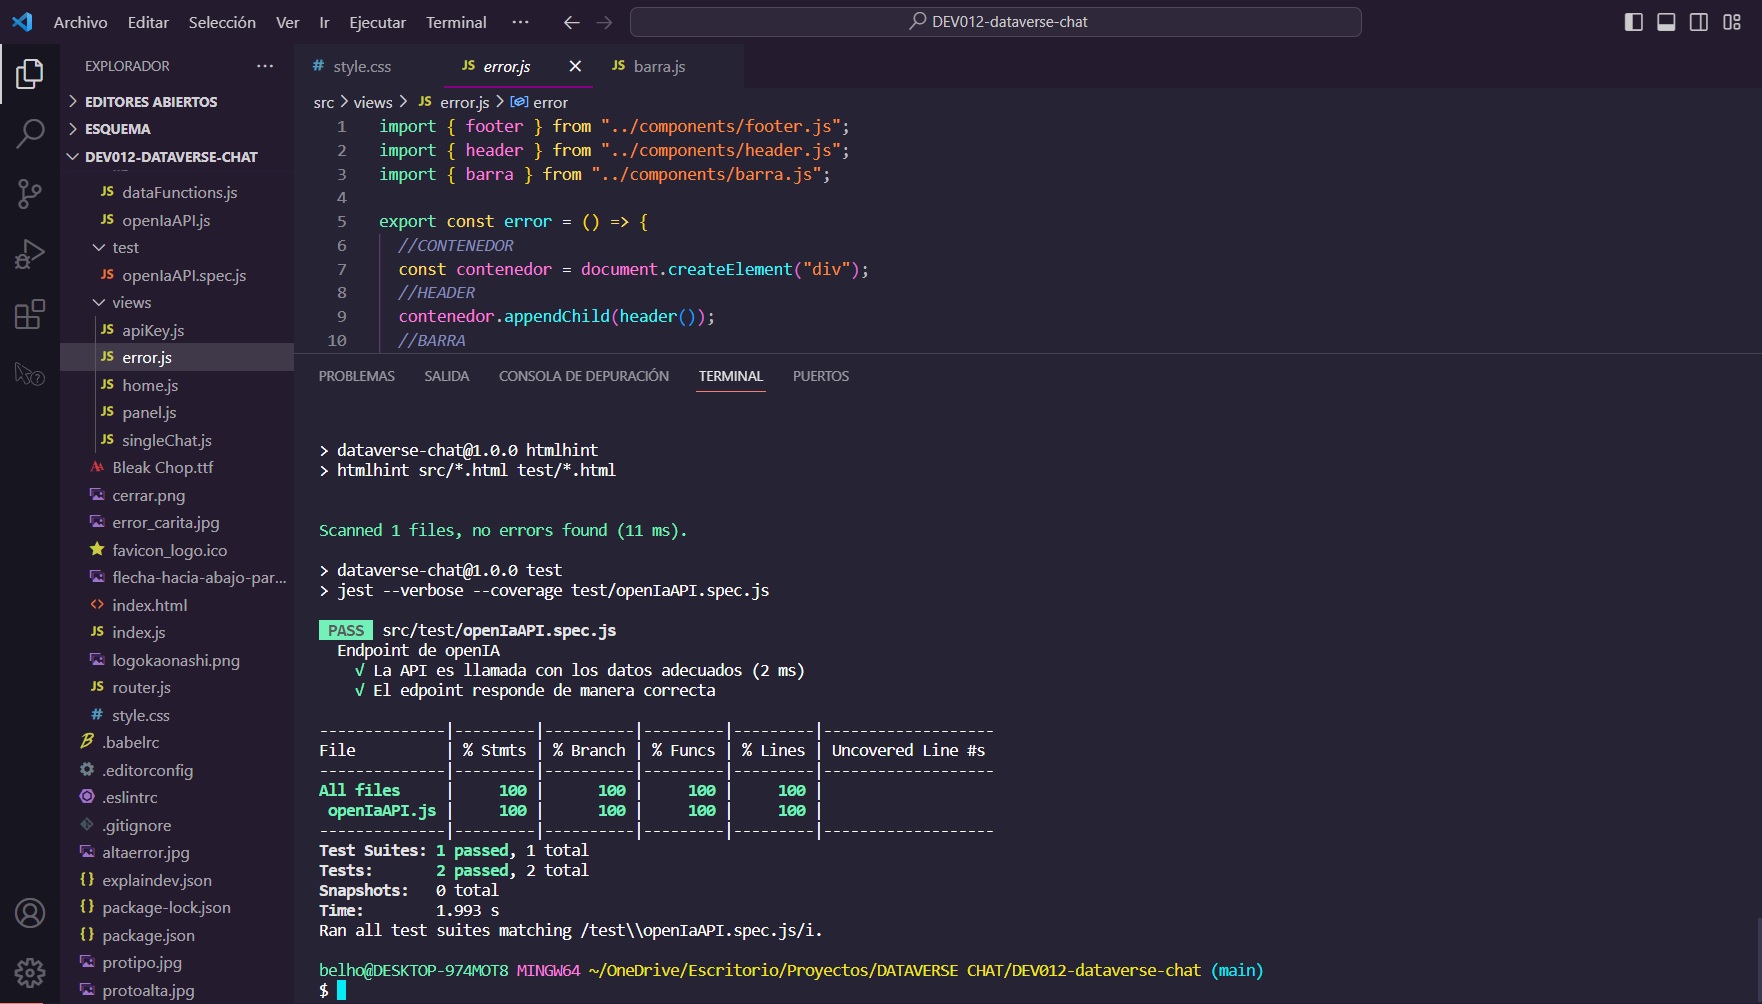 Archivo Editar Selección Ver Ir Ejecutar Terminal ··· DEV012-dataverse-chat
EXPLORADOR ···
EDITORES ABIERTOS
ESQUEMA
DEV012-DATAVERSE-CHAT
JS dataFunctions.js
JS openIaAPI.js
test
JS openIaAPI.spec.js
views
JS apiKey.js
JS error.js
JS home.js
JS panel.js
JS singleChat.js
Bleak Chop.ttf
cerrar.png
error_carita.jpg
favicon_logo.ico
flecha-hacia-abajo-par...
<> index.html
JS index.js
logokaonashi.png
JS router.js
# style.css
.babelrc
.editorconfig
.eslintrc
.gitignore
altaerror.jpg
{} explaindev.json
{} package-lock.json
{} package.json
protipo.jpg
protoalta.jpg
# style.css JS error.js JS barra.js
src > views > JS error.js > error
1 import { footer } from "../components/footer.js";
2 import { header } from "../components/header.js";
3 import { barra } from "../components/barra.js";
4
5 export const error = () => {
6 //CONTENEDOR
7 const contenedor = document.createElement("div");
8 //HEADER
9 contenedor.appendChild(header());
10 //BARRA
PROBLEMAS SALIDA CONSOLA DE DEPURACIÓN TERMINAL PUERTOS
> dataverse-chat@1.0.0 htmlhint
> htmlhint src/*.html test/*.html
Scanned 1 files, no errors found (11 ms).
> dataverse-chat@1.0.0 test
> jest --verbose --coverage test/openIaAPI.spec.js
PASS src/test/openIaAPI.spec.js
Endpoint de openIA
√ La API es llamada con los datos adecuados (2 ms)
√ El edpoint responde de manera correcta
--------------|---------|----------|---------|---------|-------------------
File | % Stmts | % Branch | % Funcs | % Lines | Uncovered Line #s
--------------|---------|----------|---------|---------|-------------------
All files | 100 | 100 | 100 | 100 |
openIaAPI.js | 100 | 100 | 100 | 100 |
--------------|---------|----------|---------|---------|-------------------
Test Suites: 1 passed, 1 total
Tests: 2 passed, 2 total
Snapshots: 0 total
Time: 1.993 s
Ran all test suites matching /test\\openIaAPI.spec.js/i.
belho@DESKTOP-974MOT8 MINGW64 ~/OneDrive/Escritorio/Proyectos/DATAVERSE CHAT/DEV012-dataverse-chat (main)
$